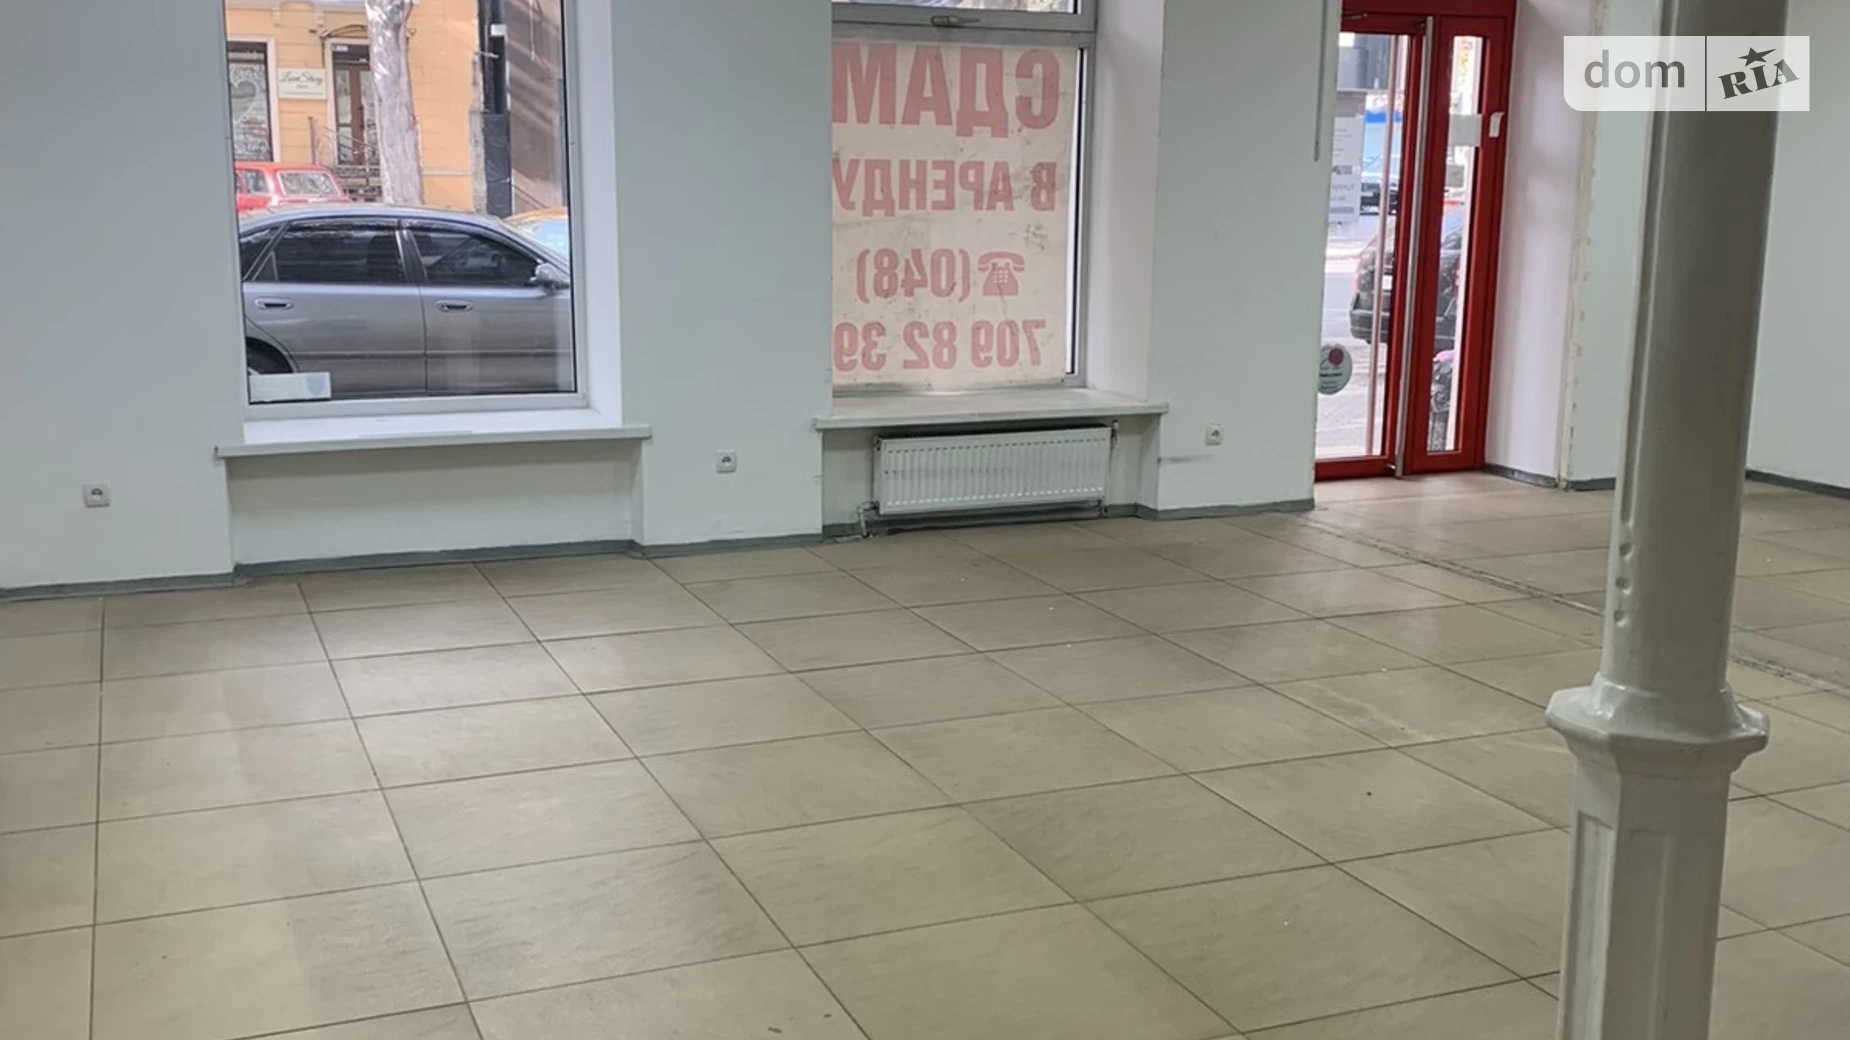 СДАМ
В АРЕНДУ
☎(048)
709 82 39
dom RIA